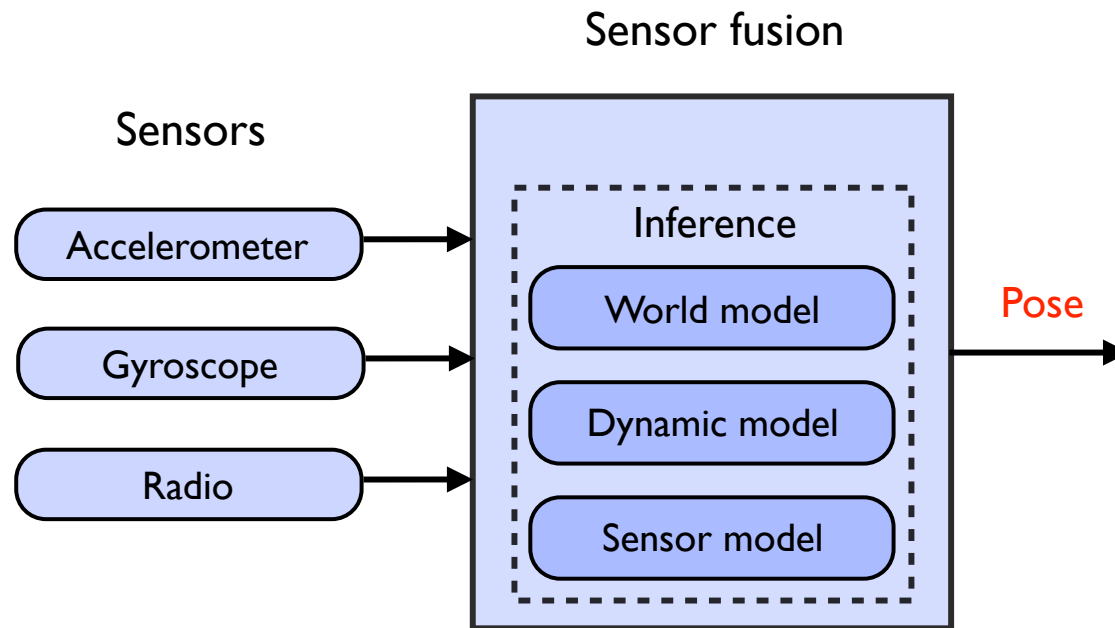 Sensor fusion
Sensors
Accelerometer
Gyroscope
Radio
Inference
World model
Dynamic model
Sensor model
Pose